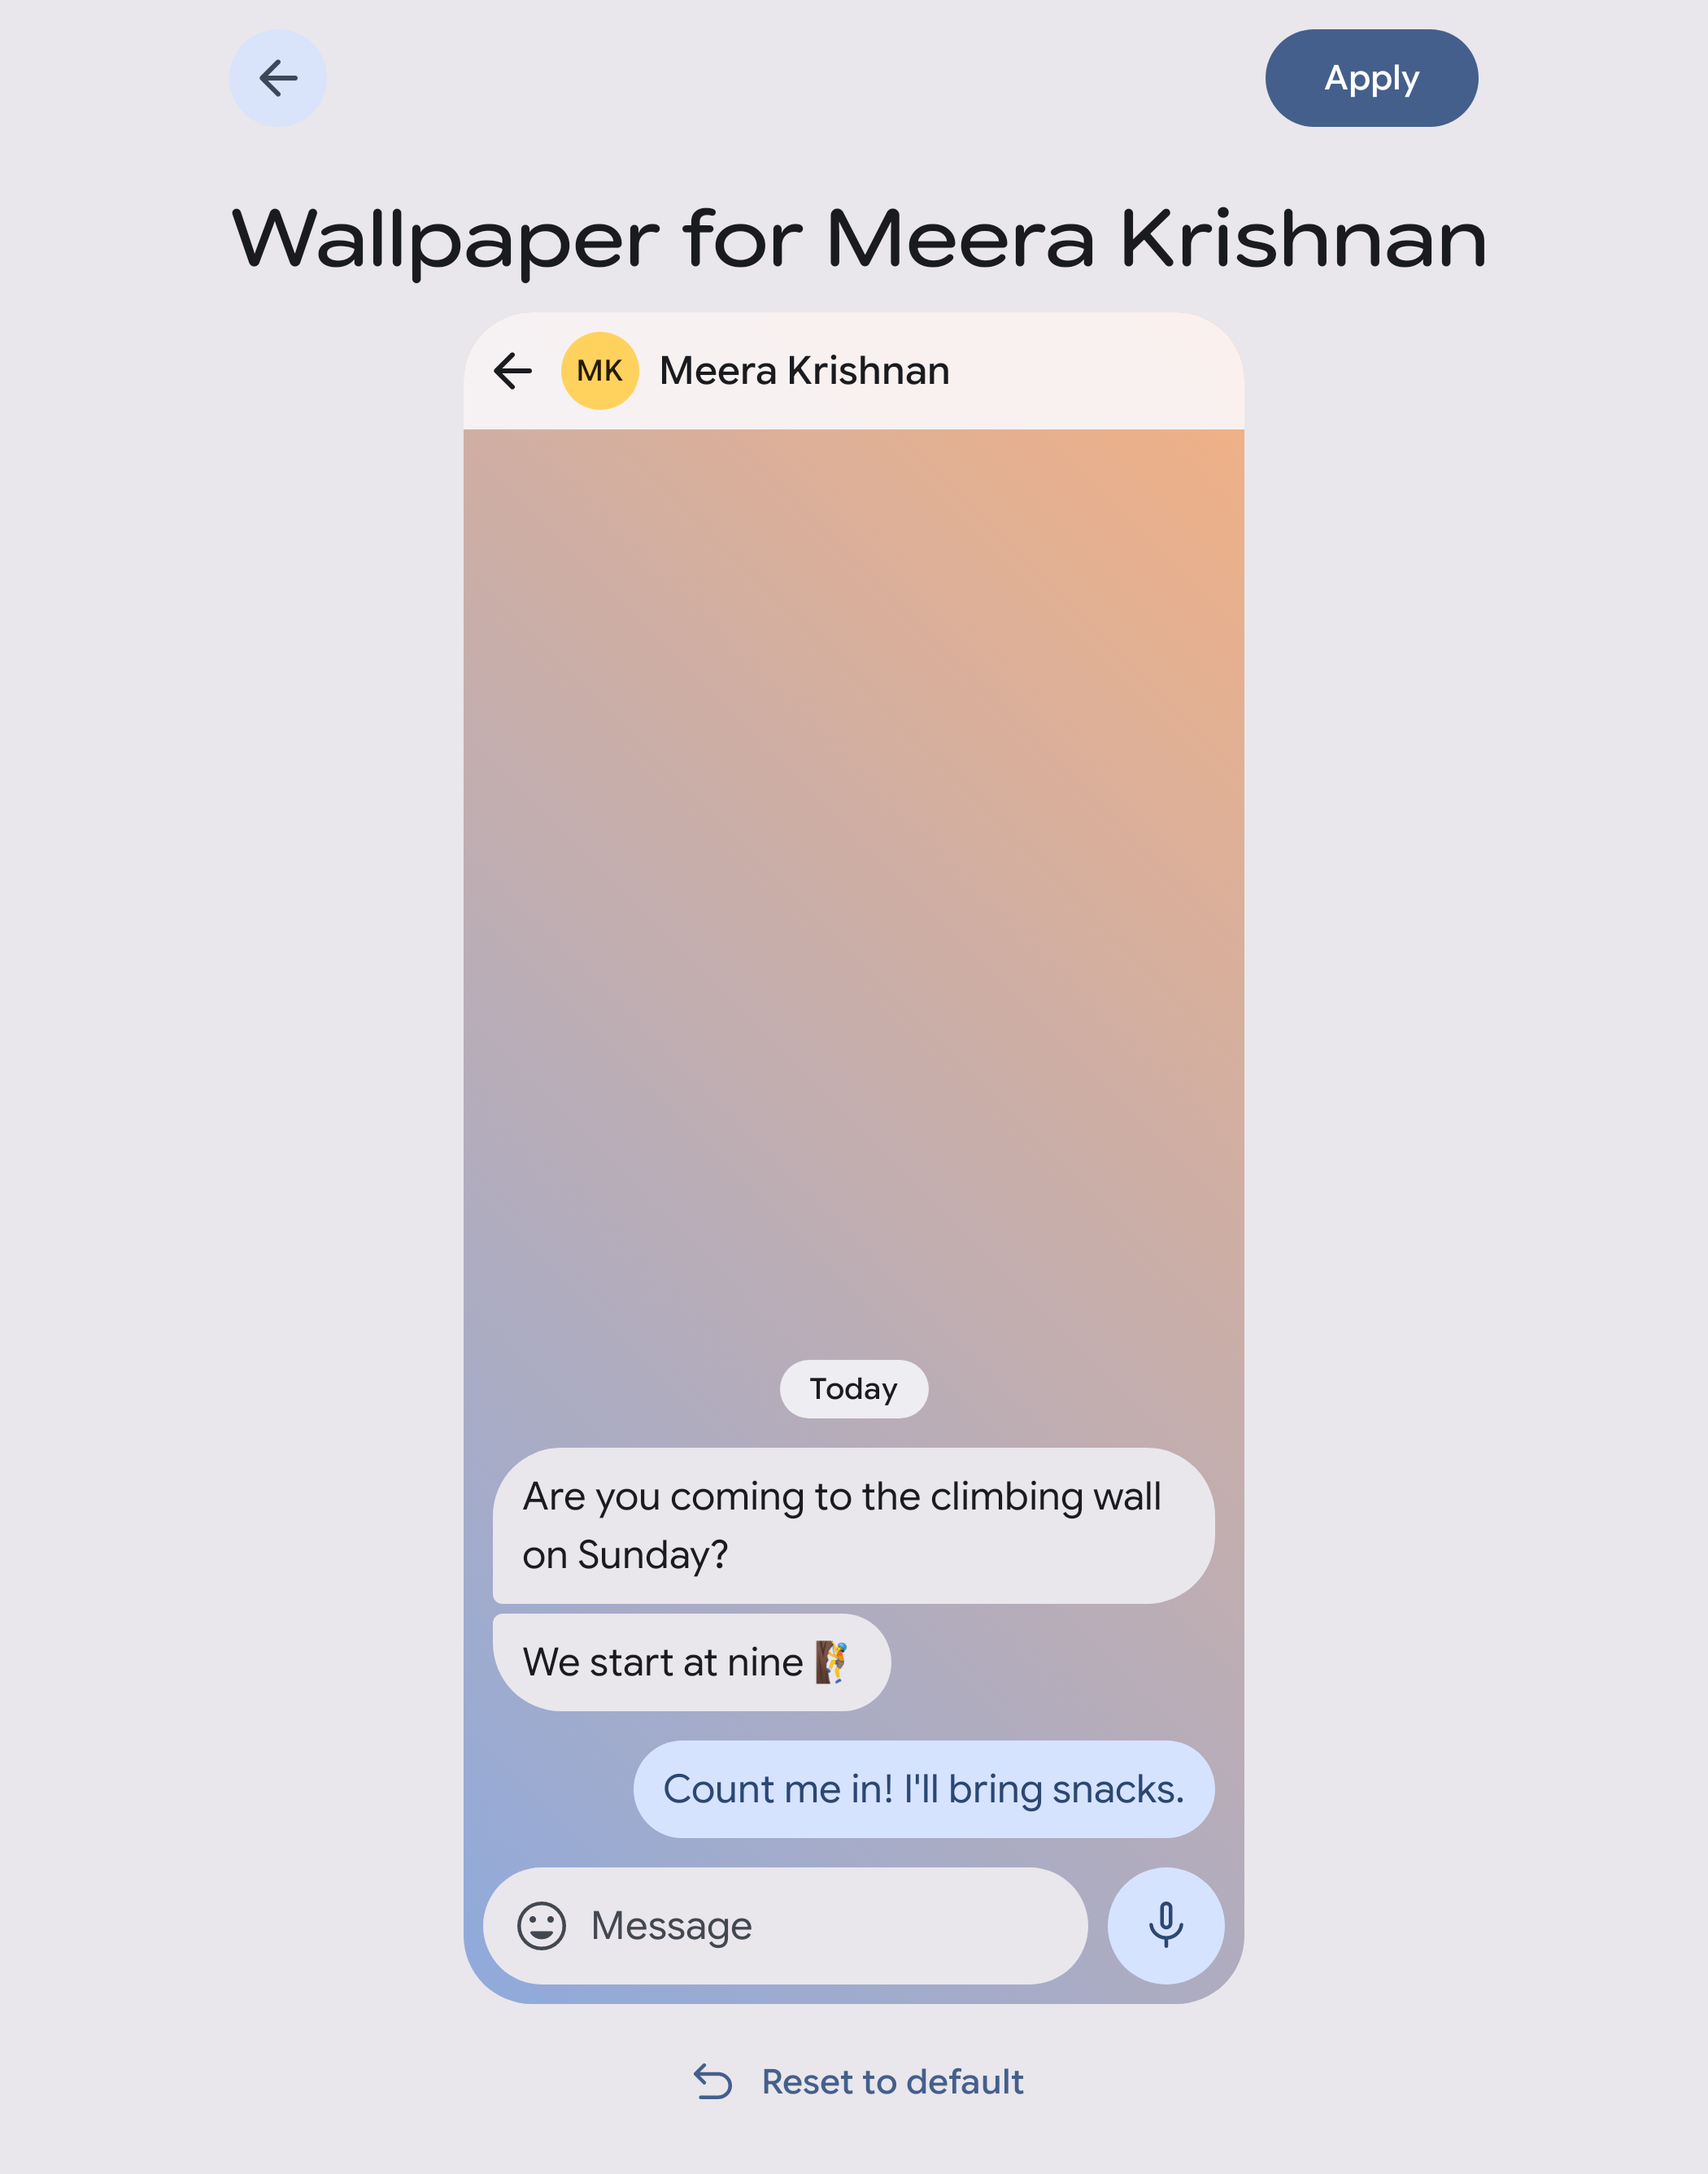 Apply
Wallpaper for Meera Krishnan
MK Meera Krishnan
Today
Are you coming to the climbing wall
on Sunday?
We start at nine 🧗
Count me in! I'll bring snacks.
Message
Reset to default